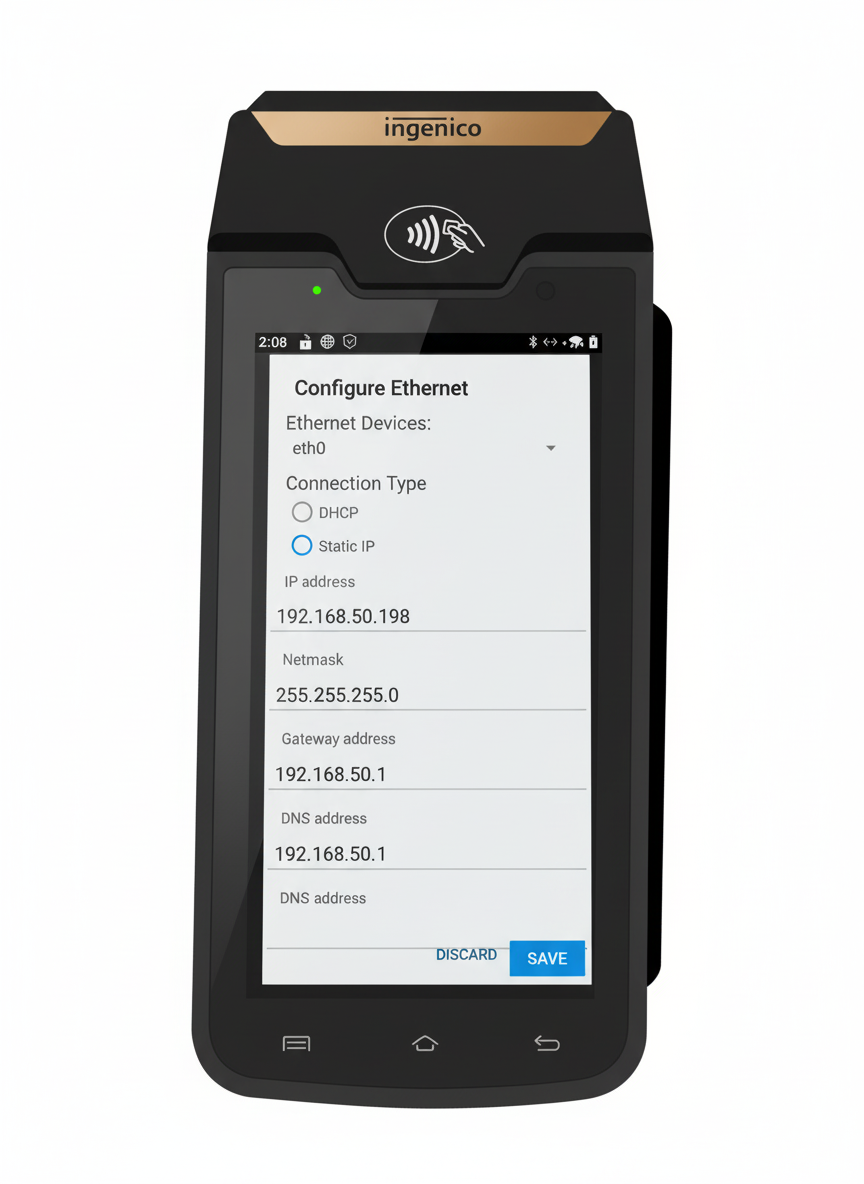 ingenico
2:08
Configure Ethernet
Ethernet Devices:
eth0
Connection Type
DHCP
Static IP
IP address
192.168.50.198
Netmask
255.255.255.0
Gateway address
192.168.50.1
DNS address
192.168.50.1
DNS address
DISCARD SAVE